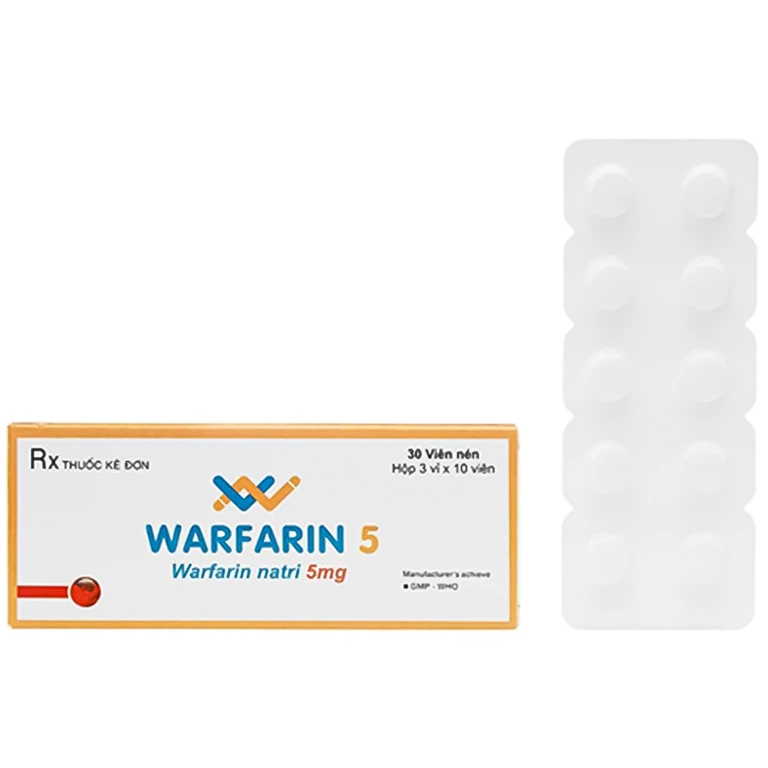 Rx THUỐC KÊ ĐƠN
30 Viên nén
Hộp 3 vỉ x 10 viên
WARFARIN 5
Warfarin natri 5mg
Manufacturer's achieve
GMP - WHO